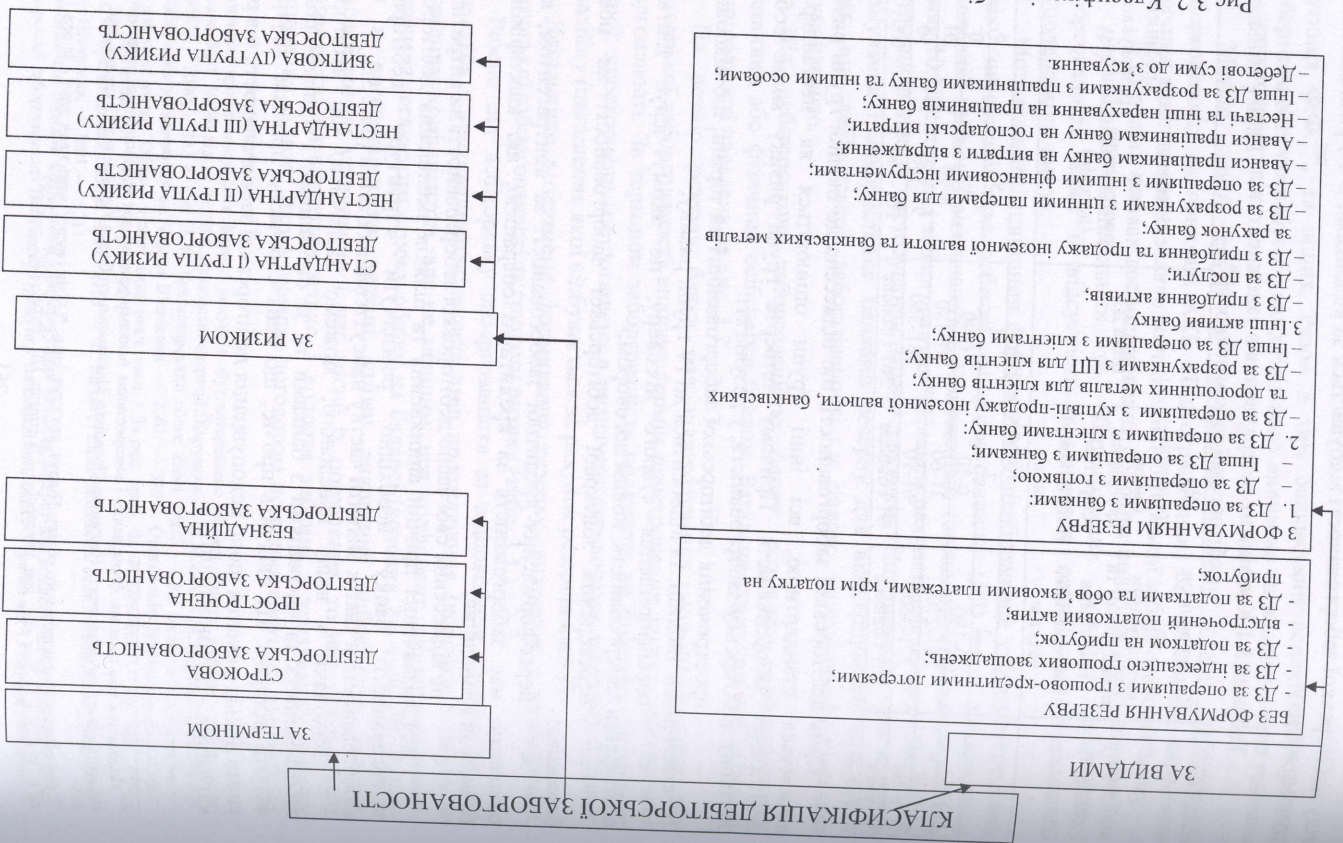 КЛАСИФІКАЦІЯ ДЕБІТОРСЬКОЇ ЗАБОРГОВАНОСТІ
ЗА ВИДАМИ
БЕЗ ФОРМУВАННЯ РЕЗЕРВУ
- ДЗ за операціями з грошово-кредитними лотереями;
- ДЗ за індексацією грошових заощаджень;
- ДЗ за податком на прибуток;
- відстрочений податковий актив;
- ДЗ за податками та обов’язковими платежами, крім податку на
прибуток;
З ФОРМУВАННЯМ РЕЗЕРВУ
1. ДЗ за операціями з банками:
– ДЗ за операціями з готівкою;
– Інша ДЗ за операціями з банками;
2. ДЗ за операціями з клієнтами банку:
– ДЗ за операціями з купівлі-продажу іноземної валюти, банківських
та дорогоцінних металів для клієнтів банку;
– ДЗ за розрахунками з ЦП для клієнтів банку;
– Інша ДЗ за операціями з клієнтами банку;
3. Інші активи банку
– ДЗ з придбання активів;
– ДЗ за послуги;
– ДЗ з придбання та продажу іноземної валюти та банківських металів
за рахунок банку;
– ДЗ за розрахунками з цінними паперами для банку;
– ДЗ за операціями з іншими фінансовими інструментами;
– Аванси працівникам банку на витрати з відрядження;
– Аванси працівникам банку на господарські витрати;
– Нестачі та інші нарахування на працівників банку;
– Інша ДЗ за розрахунками з працівниками банку та іншими особами;
– Дебетові суми до з’ясування.
ЗА ТЕРМІНОМ
СТРОКОВА
ДЕБІТОРСЬКА ЗАБОРГОВАНІСТЬ
ПРОСТРОЧЕНА
ДЕБІТОРСЬКА ЗАБОРГОВАНІСТЬ
БЕЗНАДІЙНА
ДЕБІТОРСЬКА ЗАБОРГОВАНІСТЬ
ЗА РИЗИКОМ
СТАНДАРТНА (І ГРУПА РИЗИКУ)
ДЕБІТОРСЬКА ЗАБОРГОВАНІСТЬ
НЕСТАНДАРТНА (ІІ ГРУПА РИЗИКУ)
ДЕБІТОРСЬКА ЗАБОРГОВАНІСТЬ
НЕСТАНДАРТНА (ІІІ ГРУПА РИЗИКУ)
ДЕБІТОРСЬКА ЗАБОРГОВАНІСТЬ
ЗБИТКОВА (IV ГРУПА РИЗИКУ)
ДЕБІТОРСЬКА ЗАБОРГОВАНІСТЬ
Рис.3.2.